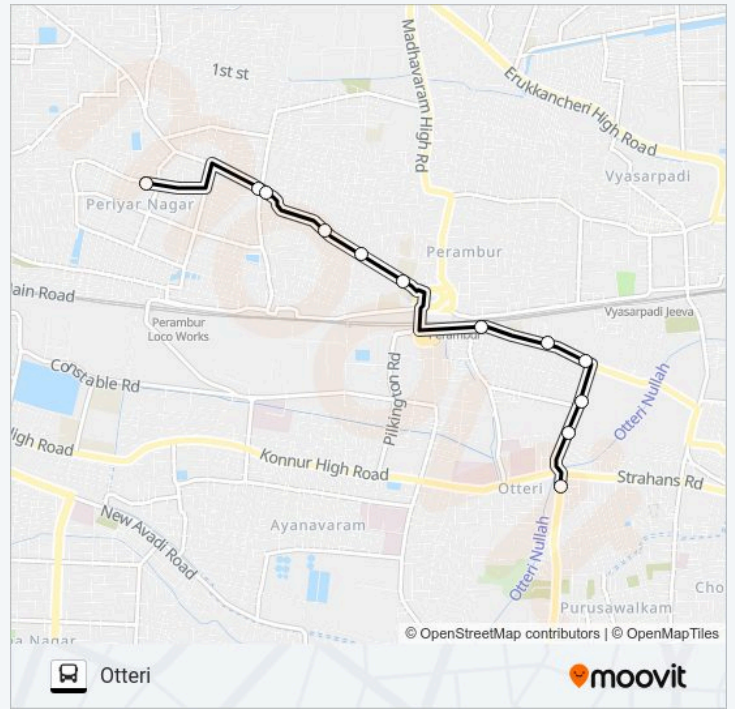 1st st
Madhavaram High Rd
Erukkancheri High Road
Vyasarpadi
Periyar Nagar
Perambur
ain Road
Perambur
Loco Works
Vyasarpadi Jeeva
Perambur
Constable Rd
Pilkington Rd
Otteri Nullah
igh Road
Konnur High Road
Strahans Rd
Otteri
New Avadi Road
Ayanavaram
Otteri Nullah
Cho
Purusawalkam
a Nagar
© OpenStreetMap contributors | © OpenMapTiles
Otteri
moovit